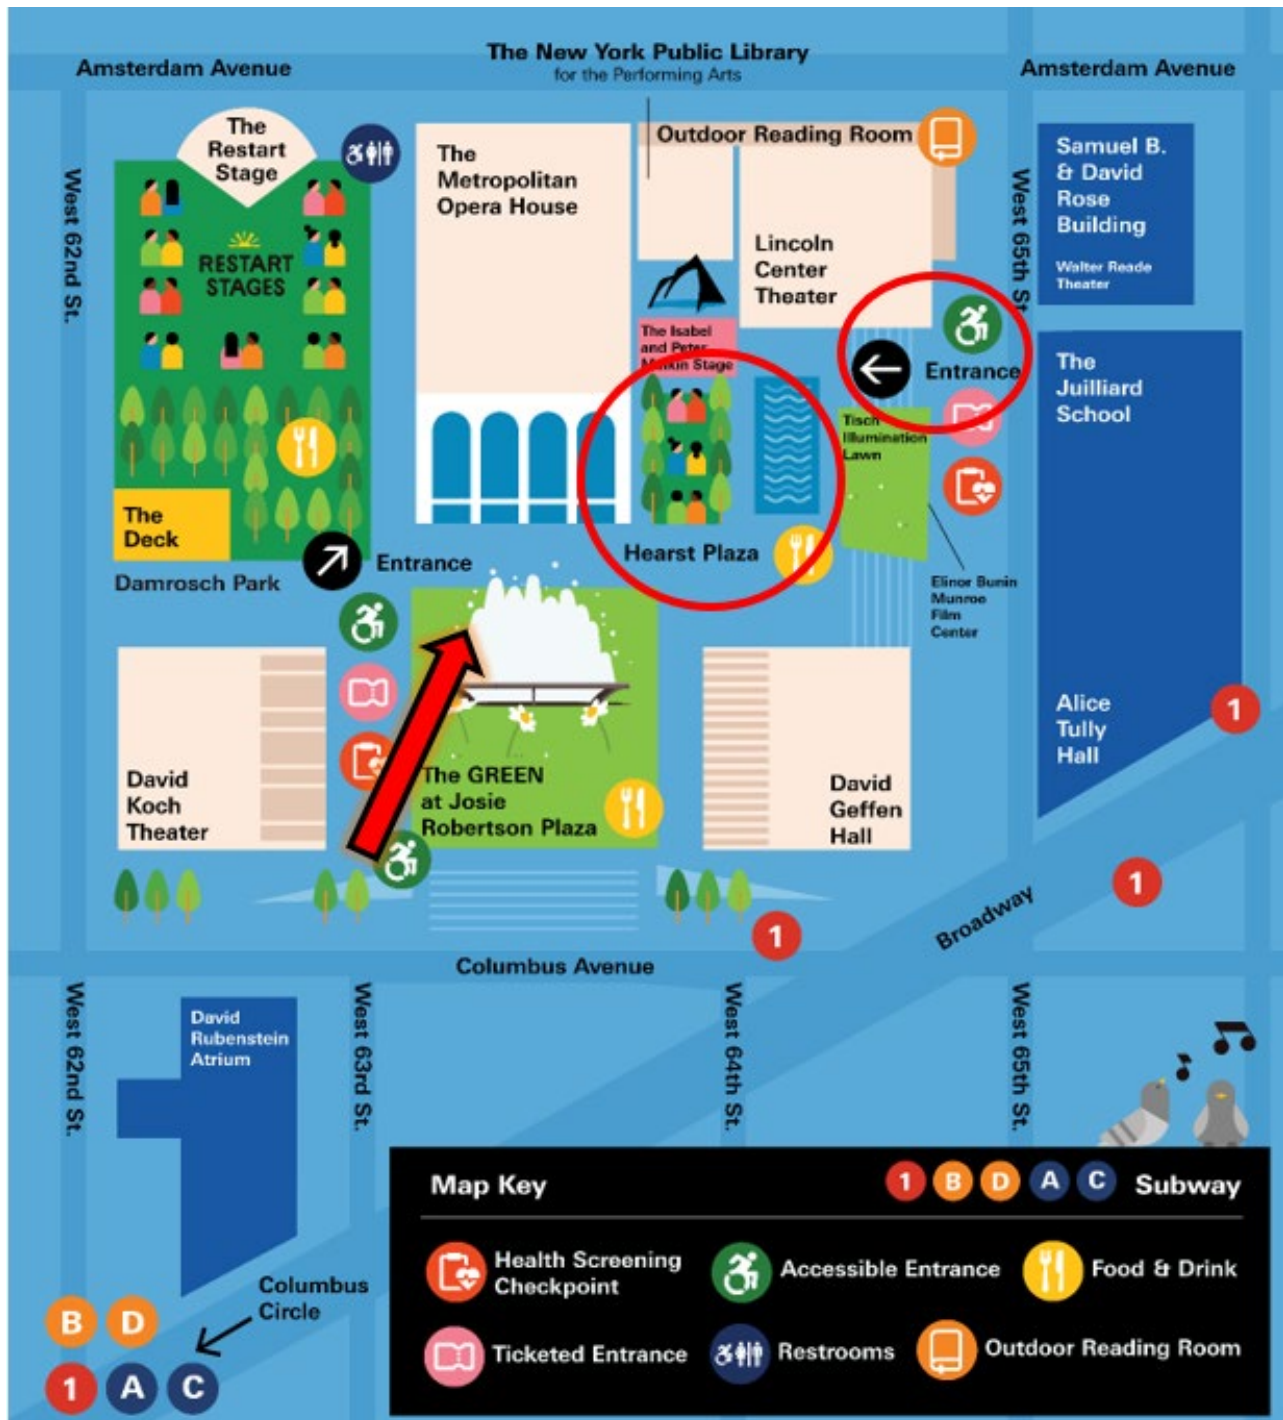 The New York Public Library
for the Performing Arts
Amsterdam Avenue
Amsterdam Avenue
The
Restart
Stage
Outdoor Reading Room
The
Metropolitan
Opera House
Samuel B.
& David
Rose
Building
Walter Reade
Theater
West 62nd St.
West 65th St.
RESTART
STAGES
Lincoln
Center
Theater
The Isabel
and Peter
Malkin Stage
Entrance
The
Juilliard
School
Tisch
Illumination
Lawn
The
Deck
Hearst Plaza
Entrance
Damrosch Park
Elinor Bunin
Munroe
Film
Center
Alice
Tully
Hall
1
David
Koch
Theater
The GREEN
at Josie
Robertson Plaza
David
Geffen
Hall
1
1
Broadway
Columbus Avenue
West 62nd St.
David
Rubenstein
Atrium
West 63rd St.
West 64th St.
West 65th St.
Map Key
1 B D A C Subway
Health Screening
Checkpoint
Accessible Entrance
Food & Drink
Ticketed Entrance
Restrooms
Outdoor Reading Room
Columbus
Circle
B D
1 A C